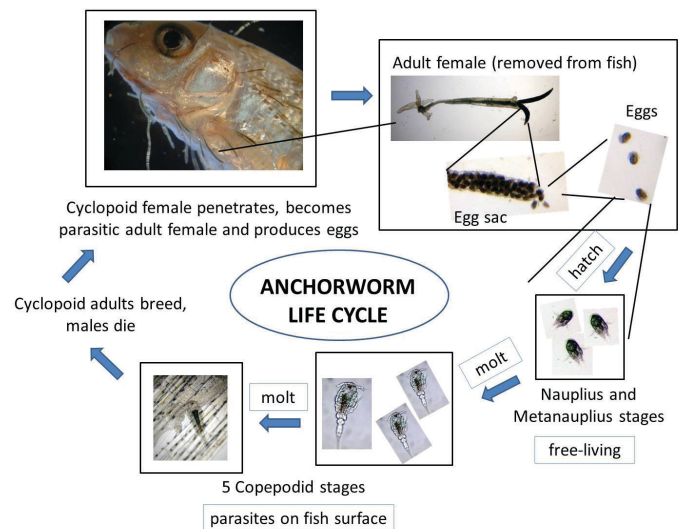 Adult female (removed from fish)
Eggs
Egg sac
Cyclopoid female penetrates, becomes
parasitic adult female and produces eggs
hatch
ANCHORWORM
LIFE CYCLE
Cyclopoid adults breed,
males die
molt
Nauplius and
Metanauplius stages
free-living
molt
5 Copepodid stages
parasites on fish surface